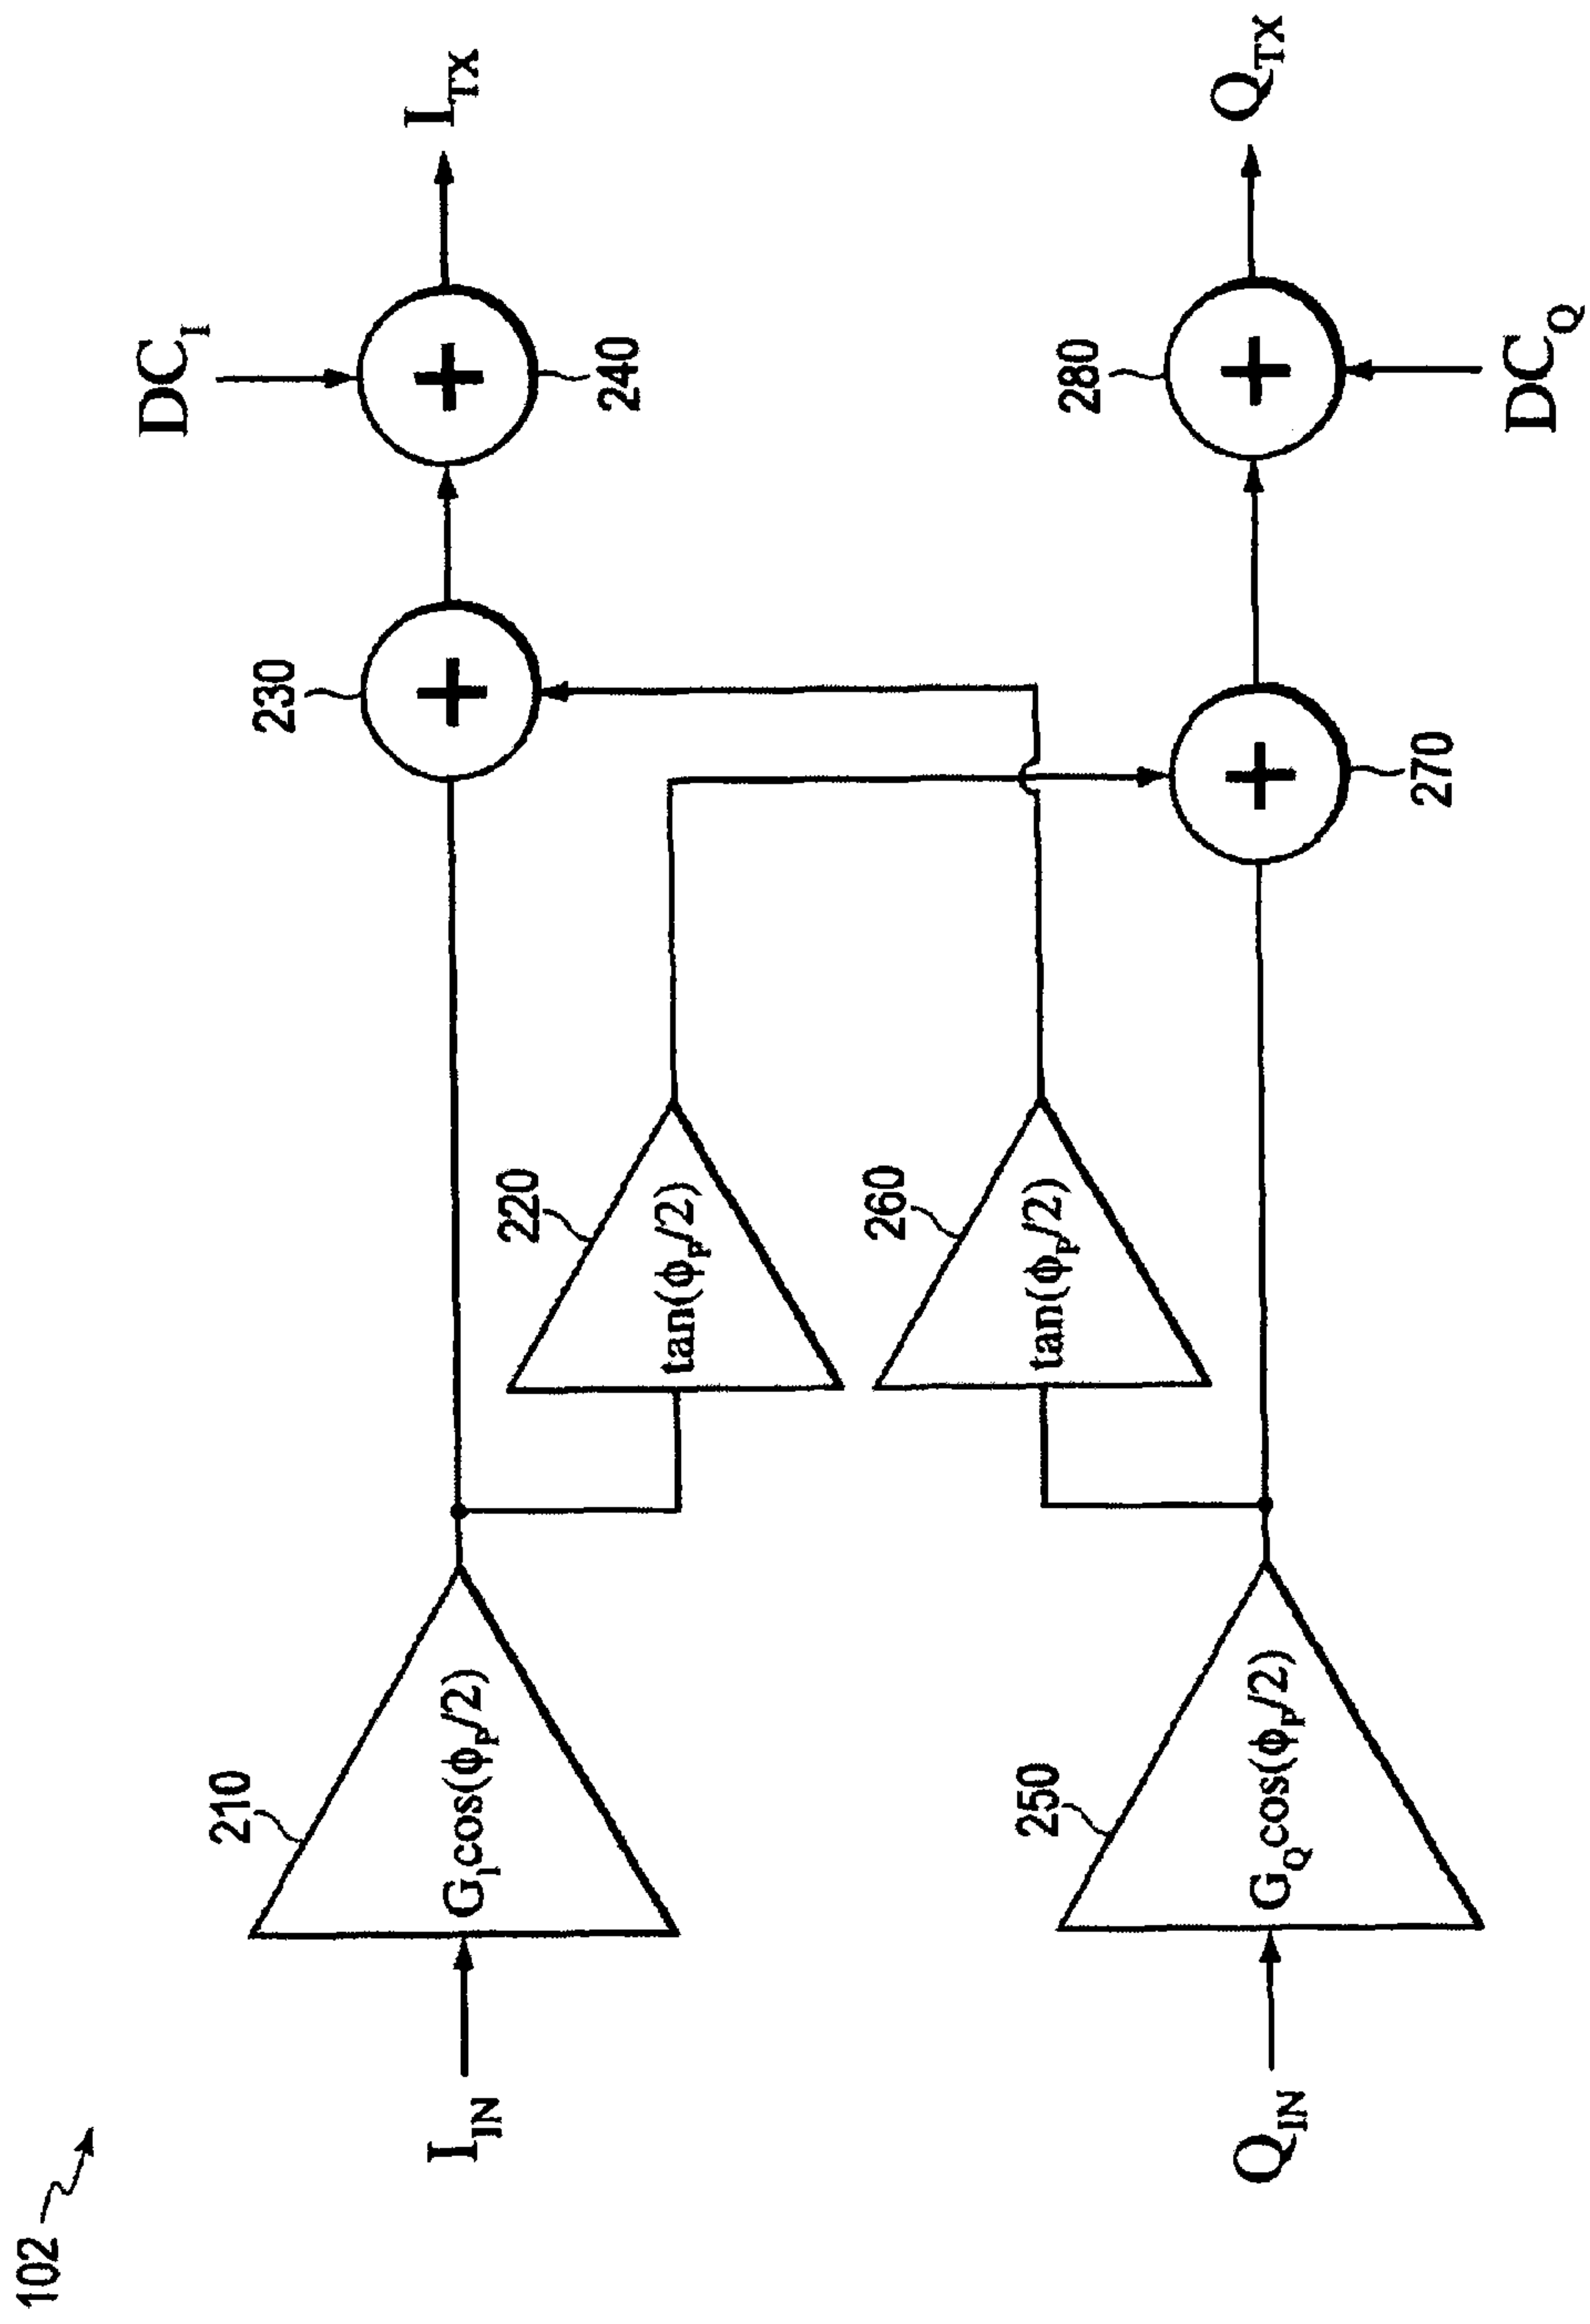 102
I_IN
210
G_I cos(ϕ_P/2)
220
tan(ϕ_P/2)
230
DC_I
240
I_TX
Q_IN
250
G_Q cos(ϕ_P/2)
260
tan(ϕ_P/2)
270
280
DC_Q
Q_TX